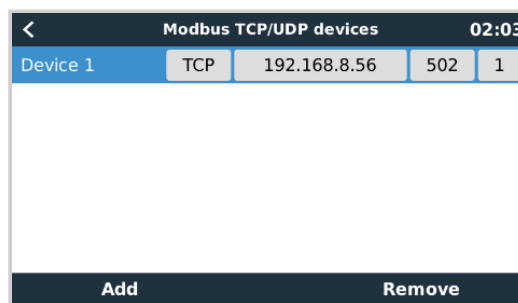 Modbus TCP/UDP devices 02:03
Device 1 TCP 192.168.8.56 502 1
Add Remove